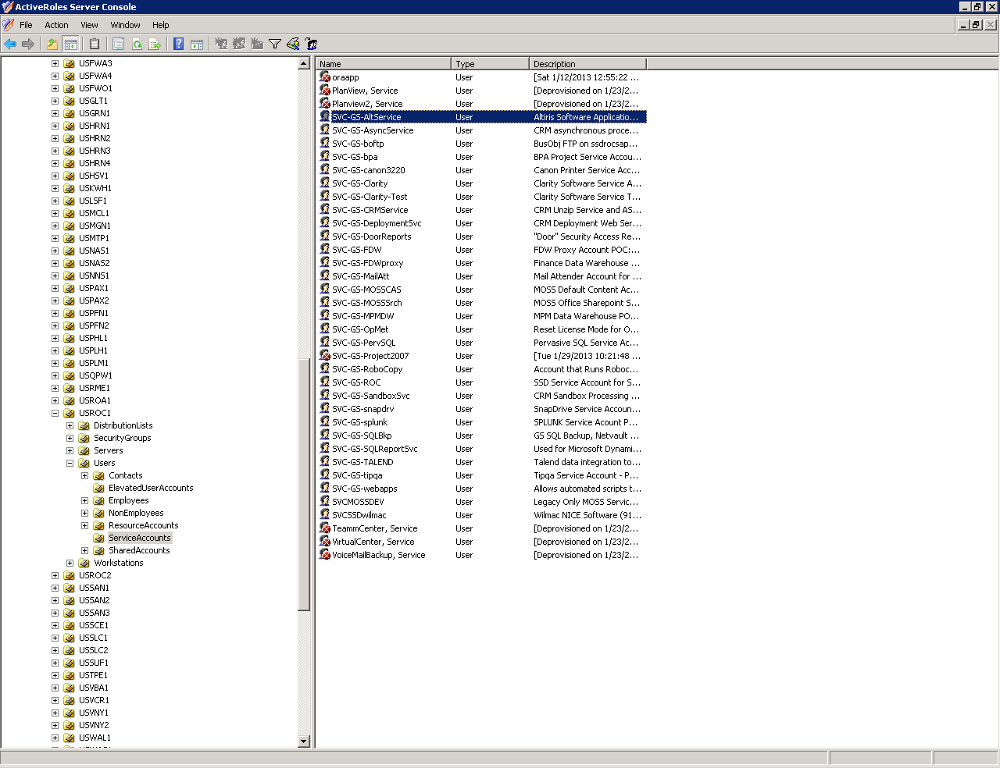 ActiveRoles Server Console
File Action View Window Help
USFWA3
USFWA4
USFWO1
USGLT1
USGRN1
USHRN1
USHRN2
USHRN3
USHRN4
USHSV1
USKWH1
USLSF1
USMCL1
USMGN1
USMTP1
USNAS1
USNAS2
USNNS1
USPAX1
USPAX2
USPFN1
USPFN2
USPHL1
USPLH1
USPLM1
USQPW1
USRME1
USROA1
USROC1
DistributionLists
SecurityGroups
Servers
Users
Contacts
ElevatedUserAccounts
Employees
NonEmployees
ResourceAccounts
ServiceAccounts
SharedAccounts
Workstations
USROC2
USSAN1
USSAN2
USSAN3
USSCE1
USSLC1
USSLC2
USSUF1
USTPE1
USVBA1
USVCR1
USVNY1
USVNY2
USWAL1
Name Type Description
oraapp User [Sat 1/12/2013 12:55:22 ...
PlanView, Service User [Deprovisioned on 1/23/2...
Planview2, Service User [Deprovisioned on 1/23/2...
SVC-GS-AltService User Altiris Software Applicatio...
SVC-GS-AsyncService User CRM asynchronous proce...
SVC-GS-boftp User BusObj FTP on ssdrocsap...
SVC-GS-bpa User BPA Project Service Accou...
SVC-GS-canon3220 User Canon Printer Service Acc...
SVC-GS-Clarity User Clarity Software Service A...
SVC-GS-Clarity-Test User Clarity Software Service T...
SVC-GS-CRMService User CRM Unzip Service and AS...
SVC-GS-DeploymentSvc User CRM Deployment Web Ser...
SVC-GS-DoorReports User "Door" Security Access Re...
SVC-GS-FDW User FDW Proxy Account POC:...
SVC-GS-FDWproxy User Finance Data Warehouse ...
SVC-GS-MailAtt User Mail Attender Account for ...
SVC-GS-MOSSCAS User MOSS Default Content Ac...
SVC-GS-MOSSSrch User MOSS Office Sharepoint S...
SVC-GS-MPMDW User MPM Data Warehouse PO...
SVC-GS-OpMet User Reset License Mode for O...
SVC-GS-PervSQL User Pervasive SQL Service Ac...
SVC-GS-Project2007 User [Tue 1/29/2013 10:21:48 ...
SVC-GS-RoboCopy User Account that Runs Roboc...
SVC-GS-ROC User SSD Service Account for S...
SVC-GS-SandboxSvc User CRM Sandbox Processing ...
SVC-GS-snapdrv User SnapDrive Service Accoun...
SVC-GS-splunk User SPLUNK Service Acount P...
SVC-GS-SQLBkp User GS SQL Backup, Netvault ...
SVC-GS-SQLReportSvc User Used for Microsoft Dynami...
SVC-GS-TALEND User Talend data integration to...
SVC-GS-tipqa User Tipqa Service Account - P...
SVC-GS-webapps User Allows automated scripts t...
SVCMOSSDEV User Legacy Only MOSS Servic...
SVCSSDwilmac User Wilmac NICE Software (91...
TeammCenter, Service User [Deprovisioned on 1/23/2...
VirtualCenter, Service User [Deprovisioned on 1/23/2...
VoiceMailBackup, Service User [Deprovisioned on 1/23/2...